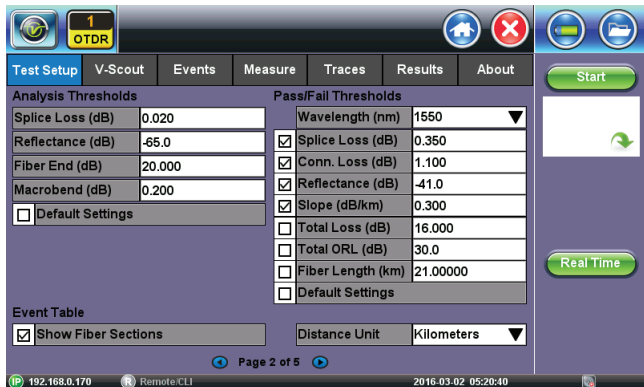 1
OTDR
Test Setup V-Scout Events Measure Traces Results About
Start
Analysis Thresholds
Splice Loss (dB) 0.020
Reflectance (dB) -65.0
Fiber End (dB) 20.000
Macrobend (dB) 0.200
Default Settings
Pass/Fail Thresholds
Wavelength (nm) 1550
Splice Loss (dB) 0.350
Conn. Loss (dB) 1.100
Reflectance (dB) -41.0
Slope (dB/km) 0.300
Total Loss (dB) 16.000
Total ORL (dB) 30.0
Fiber Length (km) 21.00000
Default Settings
Real Time
Event Table
Show Fiber Sections
Distance Unit Kilometers
Page 2 of 5
IP 192.168.0.170 R Remote/CLI 2016-03-02 05:20:40